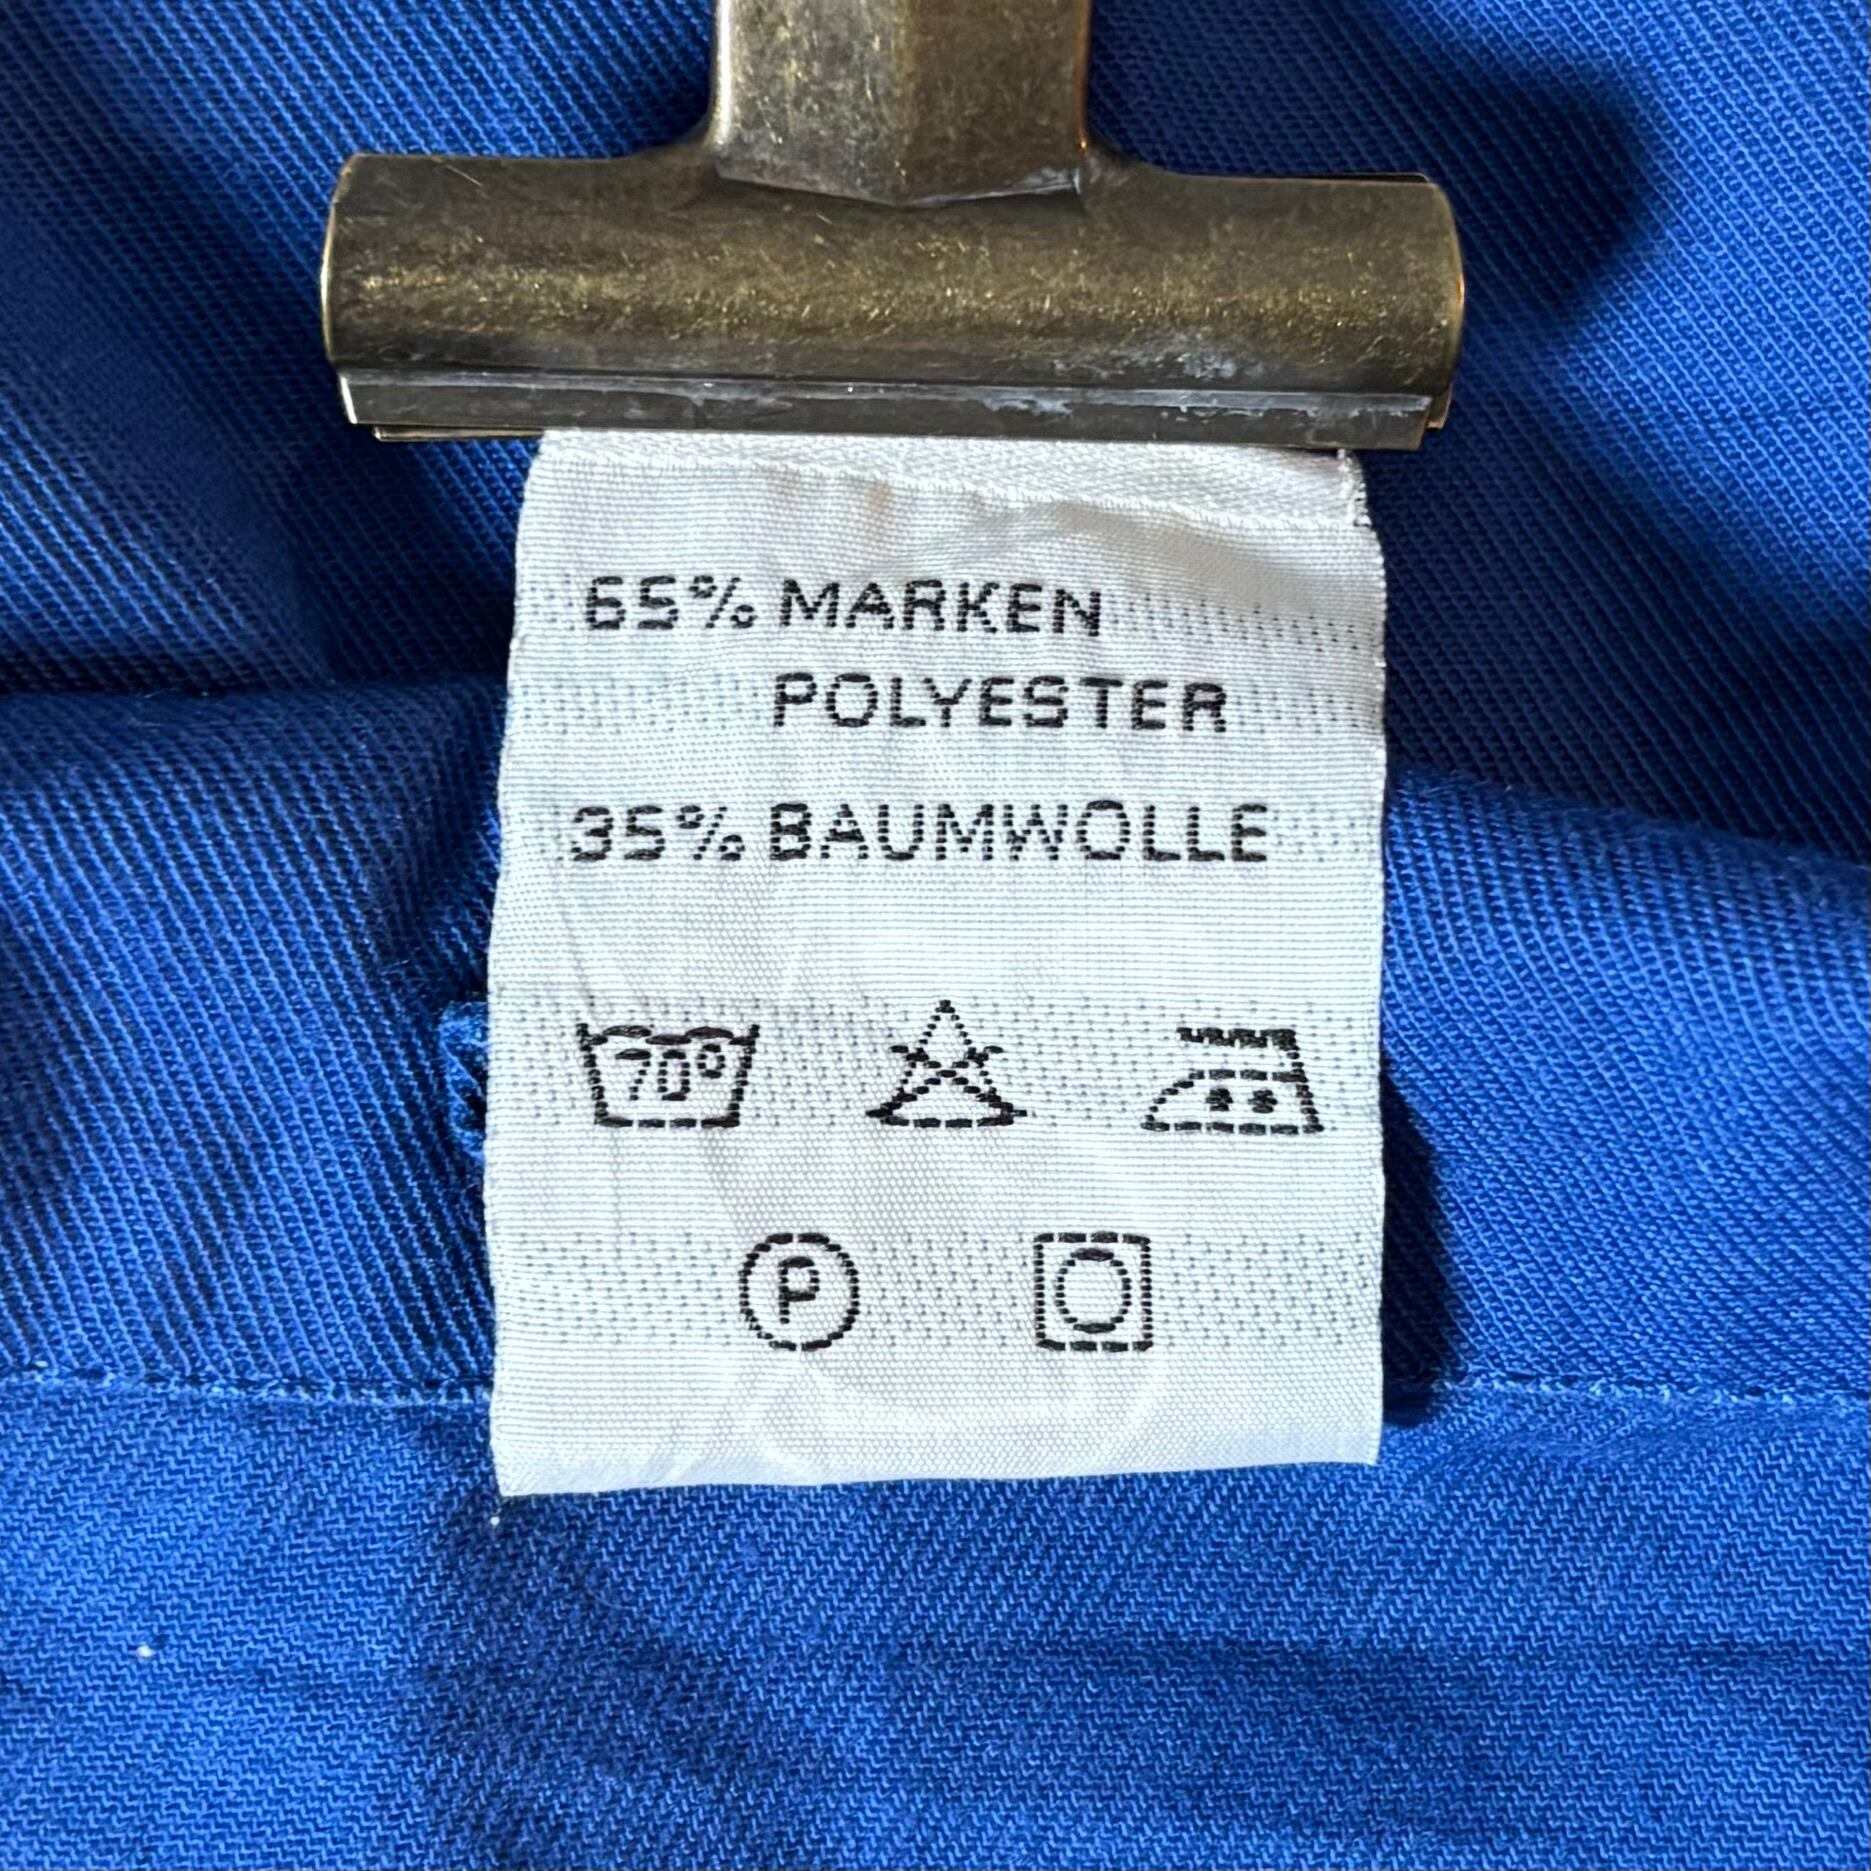 65% MARKEN
POLYESTER
35% BAUMWOLLE
70°
P